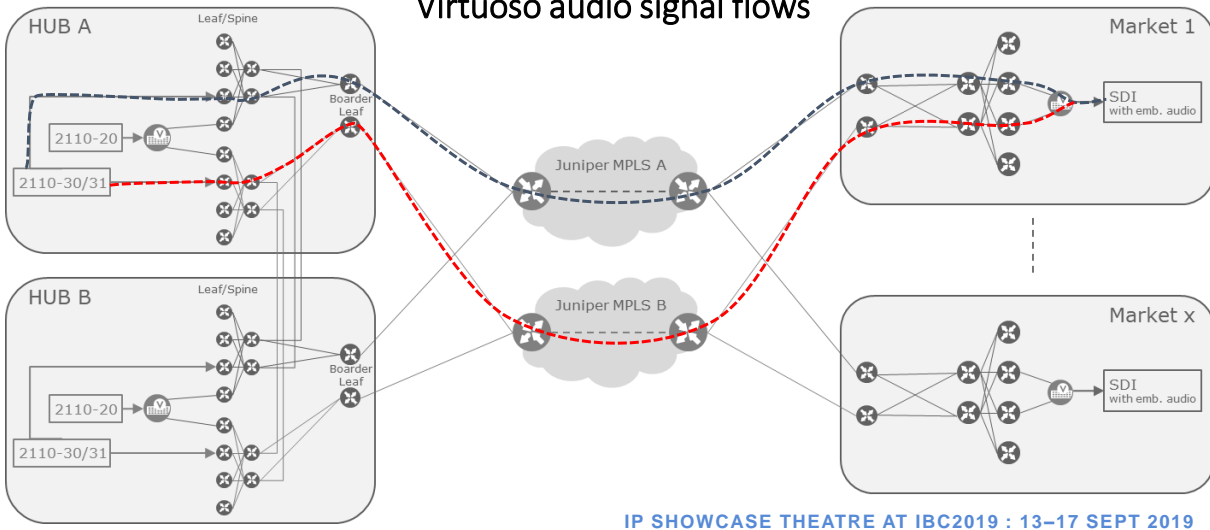 Virtuoso audio signal flows
HUB A
Leaf/Spine
Boarder
Leaf
2110-20
V
2110-30/31
Juniper MPLS A
Market 1
V
SDI
with emb. audio
HUB B
Leaf/Spine
Boarder
Leaf
2110-20
V
2110-30/31
Juniper MPLS B
Market x
V
SDI
with emb. audio
IP SHOWCASE THEATRE AT IBC2019 : 13–17 SEPT 2019